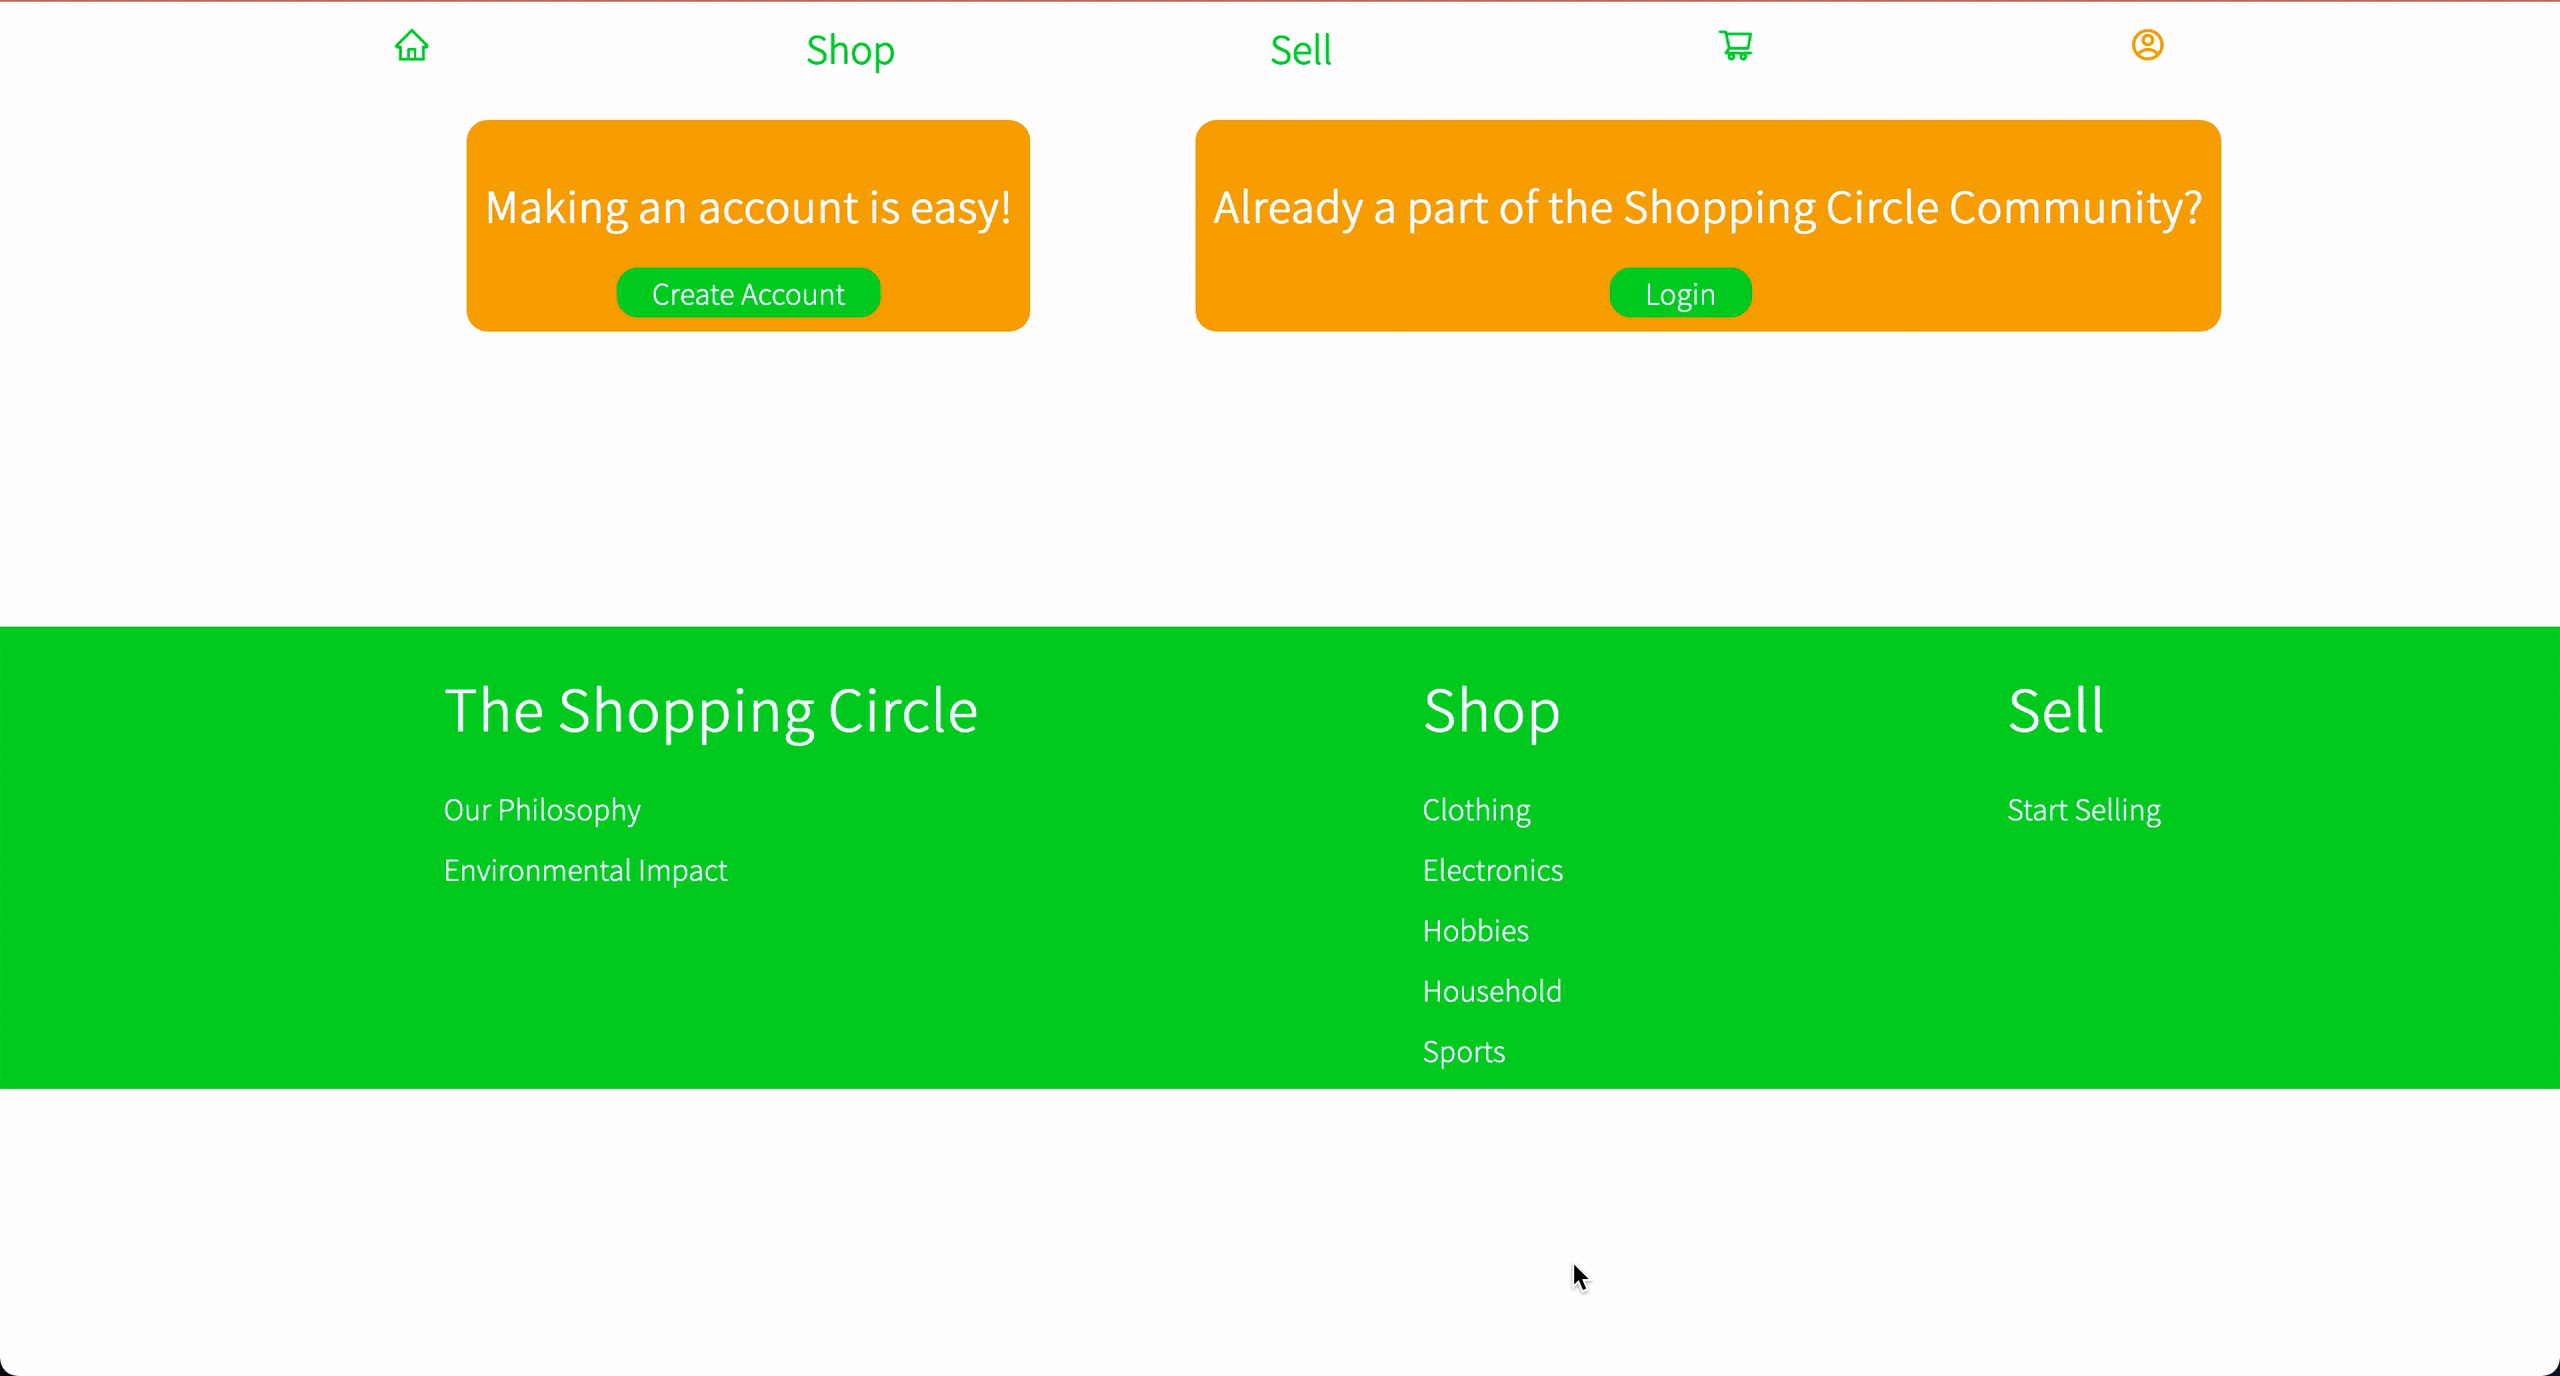 Shop
Sell
Making an account is easy!
Create Account
Already a part of the Shopping Circle Community?
Login
The Shopping Circle
Our Philosophy
Environmental Impact
Shop
Clothing
Electronics
Hobbies
Household
Sports
Sell
Start Selling